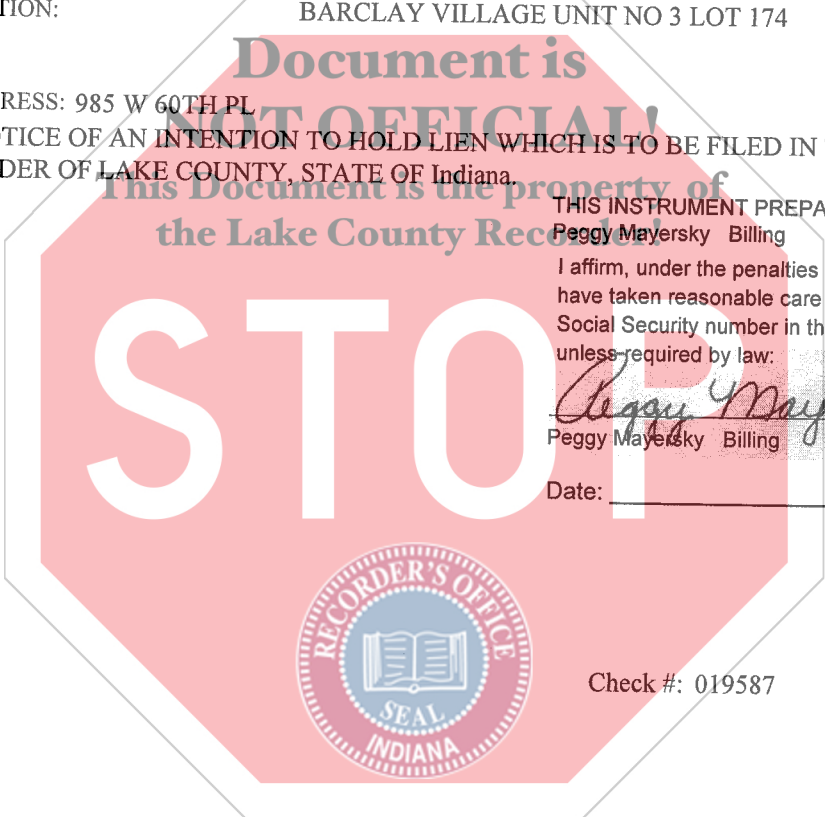 TION: BARCLAY VILLAGE UNIT NO 3 LOT 174
Document is
RESS: 985 W 60TH PL
NOT OFFICIAL!
TICE OF AN INTENTION TO HOLD LIEN WHICH IS TO BE FILED IN
DER OF LAKE COUNTY, STATE OF Indiana.
This Document is the property of
the Lake County Recorder!
THIS INSTRUMENT PREPA
Peggy Mayersky Billing
I affirm, under the penalties
have taken reasonable care
Social Security number in th
unless required by law:
Peggy May
Peggy Mayersky Billing
Date:
STOP
RECORDER'S OFFICE
SEAL
INDIANA
Check #: 019587